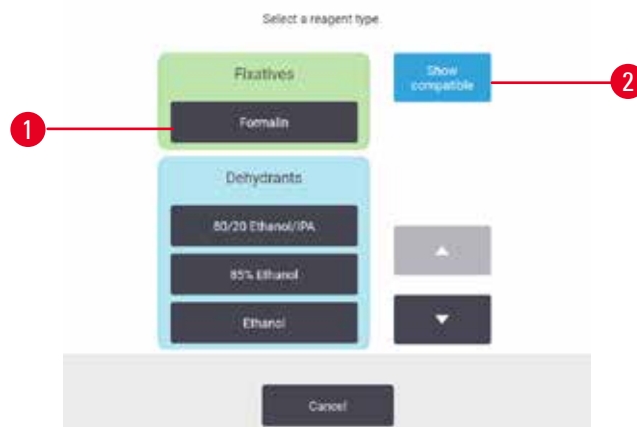 Select a reagent type.
Fixatives
Show
compatible
2
1
Formalin
Dehydrants
80/20 Ethanol/IPA
85% Ethanol
Ethanol
Cancel